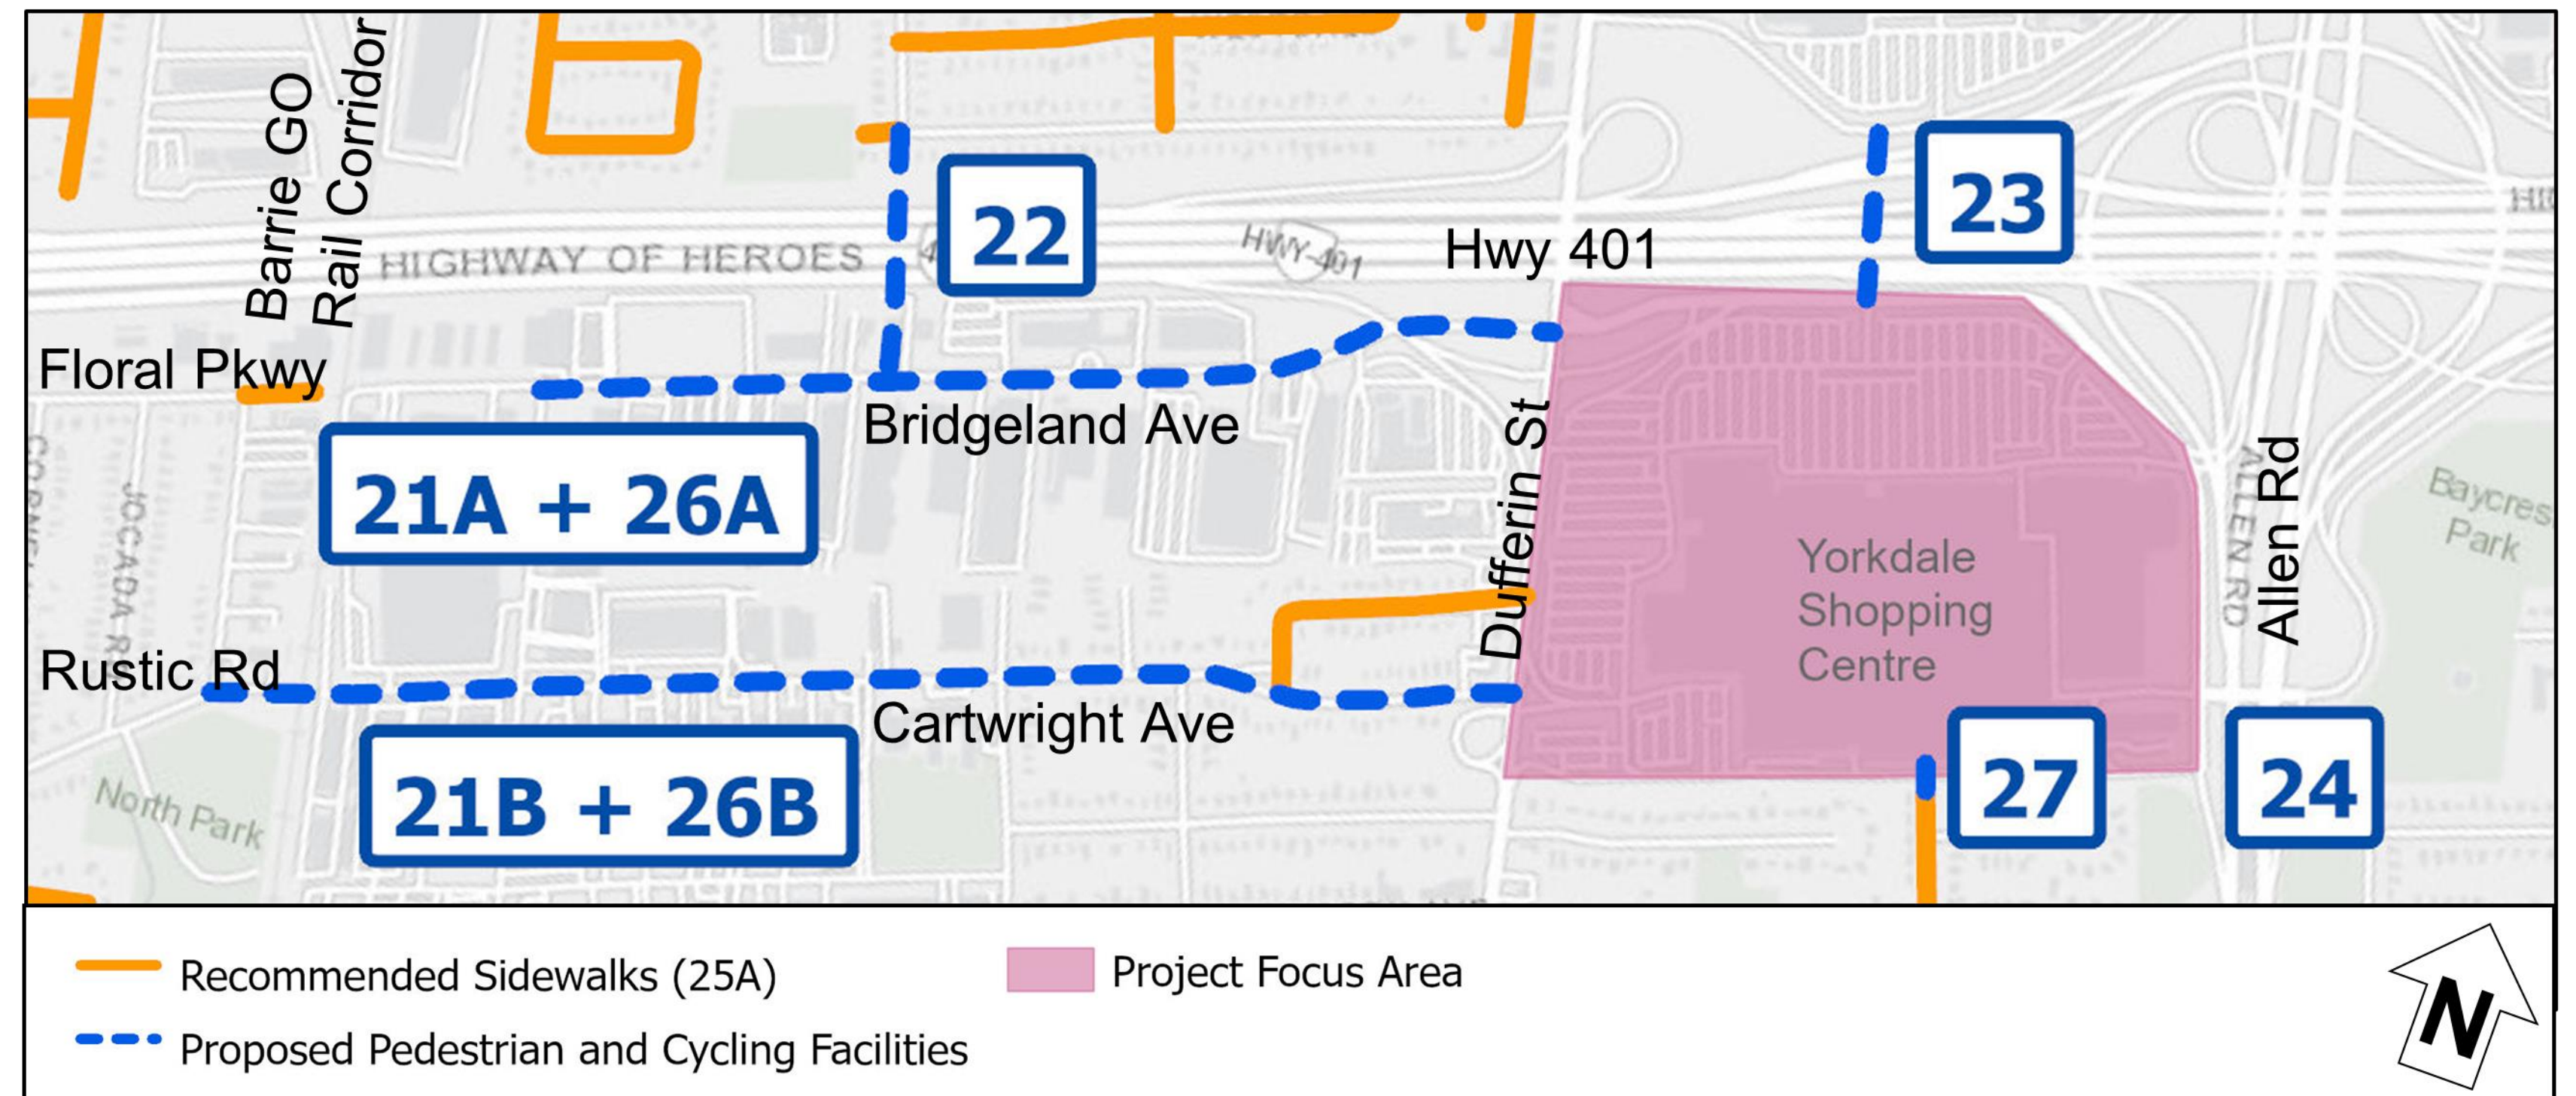 Barrie GO
Rail Corridor
22
23
HIGHWAY OF HEROES
HWY-401
Hwy 401
Floral Pkwy
Bridgeland Ave
21A + 26A
Dufferin St
Yorkdale
Shopping
Centre
ALLEN RD
Allen Rd
Park
JOCADA
Rustic Rd
Cartwright Ave
21B + 26B
27
24
North Park
Recommended Sidewalks (25A)
Project Focus Area
Proposed Pedestrian and Cycling Facilities
N